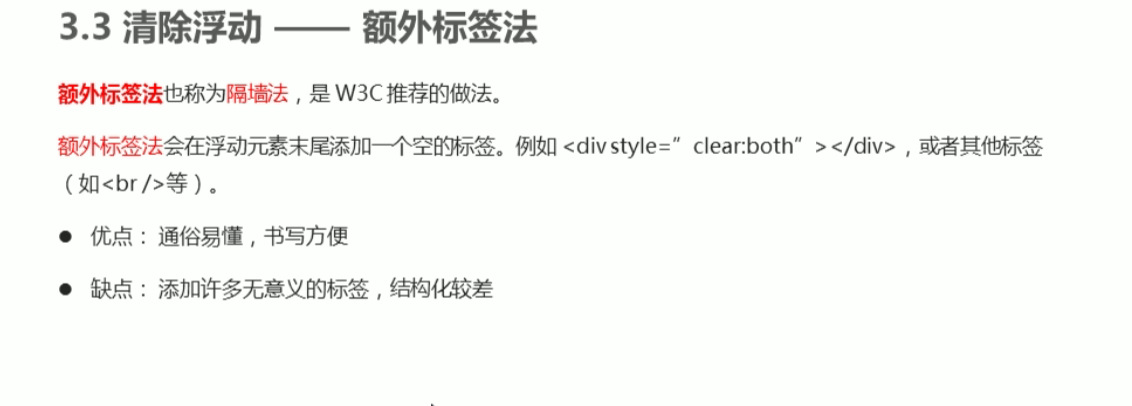 3.3 清除浮动 —— 额外标签法
额外标签法也称为隔墙法，是 W3C 推荐的做法。
额外标签法会在浮动元素末尾添加一个空的标签。例如 <div style=” clear:both” ></div>，或者其他标签
（如<br />等）。
● 优点： 通俗易懂，书写方便
● 缺点： 添加许多无意义的标签，结构化较差